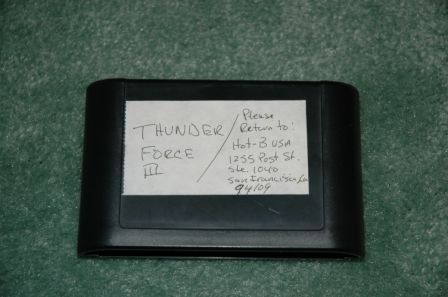 THUNDER
FORCE
III
Please
Return to:
Hot-B USA
1255 Post St.
Ste. 1040
San Francisco, Ca
94109